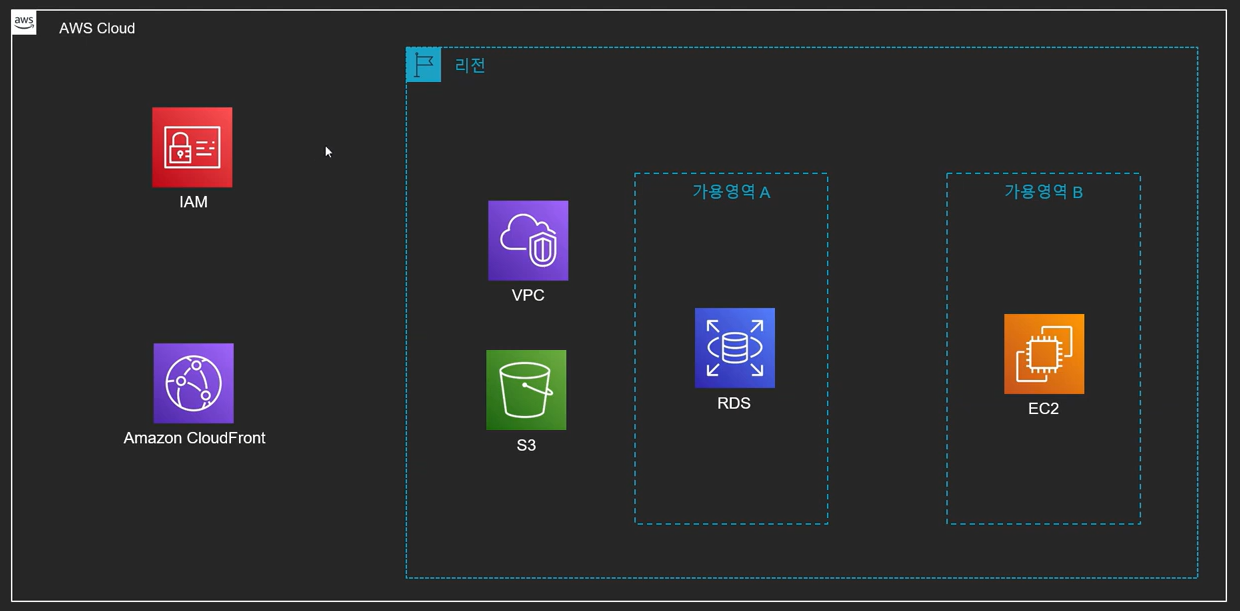 aws
AWS Cloud
리전
IAM
Amazon CloudFront
VPC
S3
가용영역 A
RDS
가용영역 B
EC2